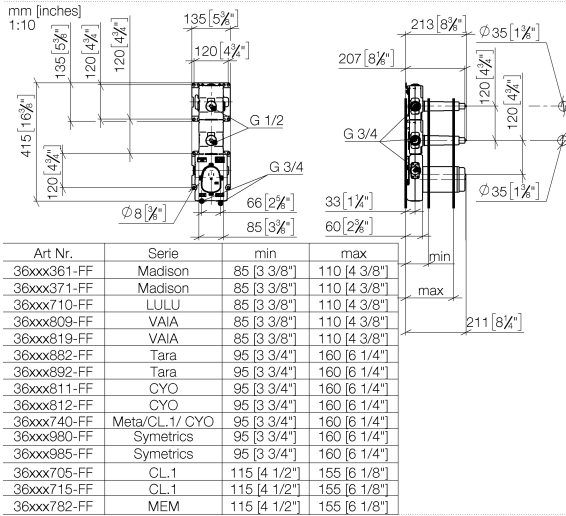 mm [inches]
1:10
135 [5⅜"]
120 [4¾"]
120 [4¾"]
135 [5⅜"]
120 [4¾"]
415 [16⅜"]
120 [4¾"]
G 1/2
G 3/4
Ø 8 [⅜"]
66 [2⅝"]
85 [3⅜"]
213 [8⅜"]
207 [8⅛"]
Ø 35 [1⅜"]
120 [4¾"]
120 [4¾"]
G 3/4
Ø 35 [1⅜"]
33 [1¼"]
60 [2⅜"]
min
max
211 [8¼"]
Art Nr. Serie min max
36xxx361-FF Madison 85 [3 3/8"] 110 [4 3/8"]
36xxx371-FF Madison 85 [3 3/8"] 110 [4 3/8"]
36xxx710-FF LULU 85 [3 3/8"] 110 [4 3/8"]
36xxx809-FF VAIA 85 [3 3/8"] 110 [4 3/8"]
36xxx819-FF VAIA 85 [3 3/8"] 110 [4 3/8"]
36xxx882-FF Tara 95 [3 3/4"] 160 [6 1/4"]
36xxx892-FF Tara 95 [3 3/4"] 160 [6 1/4"]
36xxx811-FF CYO 95 [3 3/4"] 160 [6 1/4"]
36xxx812-FF CYO 95 [3 3/4"] 160 [6 1/4"]
36xxx740-FF Meta/CL.1/ CYO 95 [3 3/4"] 160 [6 1/4"]
36xxx980-FF Symetrics 95 [3 3/4"] 160 [6 1/4"]
36xxx985-FF Symetrics 95 [3 3/4"] 160 [6 1/4"]
36xxx705-FF CL.1 115 [4 1/2"] 155 [6 1/8"]
36xxx715-FF CL.1 115 [4 1/2"] 155 [6 1/8"]
36xxx782-FF MEM 115 [4 1/2"] 155 [6 1/8"]